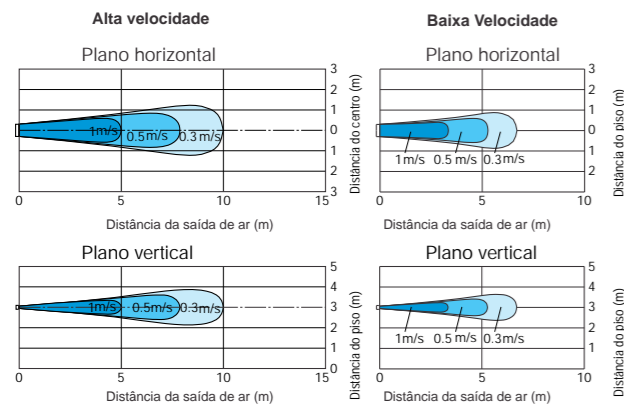 Alta velocidade
Plano horizontal
3
2
1
0
1
2
3
1m/s
0.5m/s
0.3m/s
0
5
10
15
Distância do centro (m)
Distância da saída de ar (m)
Plano vertical
5
4
3
2
1
0
1m/s
0.5m/s
0.3m/s
0
5
10
15
Distância do piso (m)
Distância da saída de ar (m)
Baixa Velocidade
Plano horizontal
3
2
1
0
1
2
3
1m/s
0.5 m/s
0.3m/s
0
5
10
Distância do piso (m)
Distância da saída de ar (m)
Plano vertical
5
4
3
2
1
0
1m/s
0.5 m/s
0.3m/s
0
5
10
Distância do piso (m)
Distância da saída de ar (m)